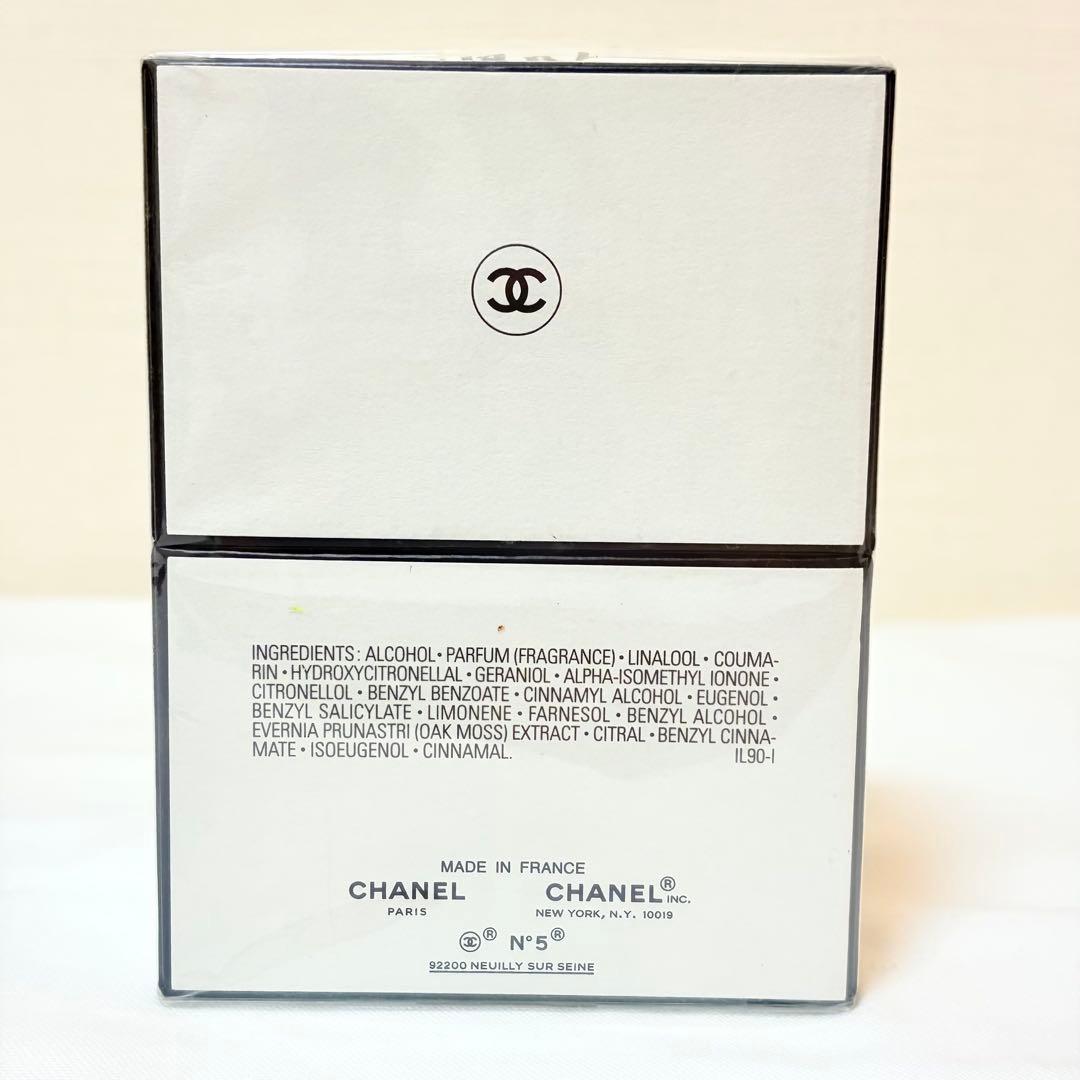 INGREDIENTS: ALCOHOL • PARFUM (FRAGRANCE) • LINALOOL • COUMA-
RIN • HYDROXYCITRONELLAL • GERANIOL • ALPHA-ISOMETHYL IONONE •
CITRONELLOL • BENZYL BENZOATE • CINNAMYL ALCOHOL • EUGENOL •
BENZYL SALICYLATE • LIMONENE • FARNESOL • BENZYL ALCOHOL •
EVERNIA PRUNASTRI (OAK MOSS) EXTRACT • CITRAL • BENZYL CINNA-
MATE • ISOEUGENOL • CINNAMAL. IL90-I
MADE IN FRANCE
CHANEL CHANEL® INC.
PARIS NEW YORK, N.Y. 10019
® N°5®
92200 NEUILLY SUR SEINE